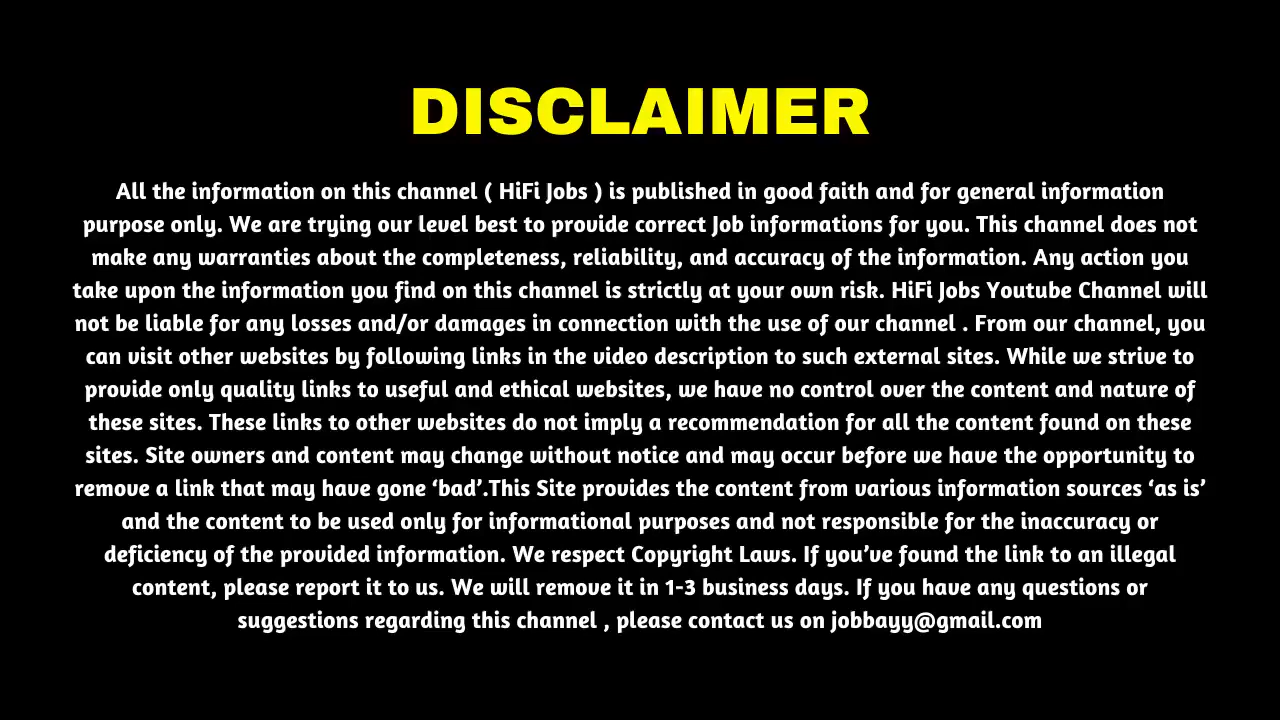 DISCLAIMER
All the information on this channel ( HiFi Jobs ) is published in good faith and for general information
purpose only. We are trying our level best to provide correct Job informations for you. This channel does not
make any warranties about the completeness, reliability, and accuracy of the information. Any action you
take upon the information you find on this channel is strictly at your own risk. HiFi Jobs Youtube Channel will
not be liable for any losses and/or damages in connection with the use of our channel . From our channel, you
can visit other websites by following links in the video description to such external sites. While we strive to
provide only quality links to useful and ethical websites, we have no control over the content and nature of
these sites. These links to other websites do not imply a recommendation for all the content found on these
sites. Site owners and content may change without notice and may occur before we have the opportunity to
remove a link that may have gone ‘bad’.This Site provides the content from various information sources ‘as is’
and the content to be used only for informational purposes and not responsible for the inaccuracy or
deficiency of the provided information. We respect Copyright Laws. If you’ve found the link to an illegal
content, please report it to us. We will remove it in 1-3 business days. If you have any questions or
suggestions regarding this channel , please contact us on jobbayy@gmail.com